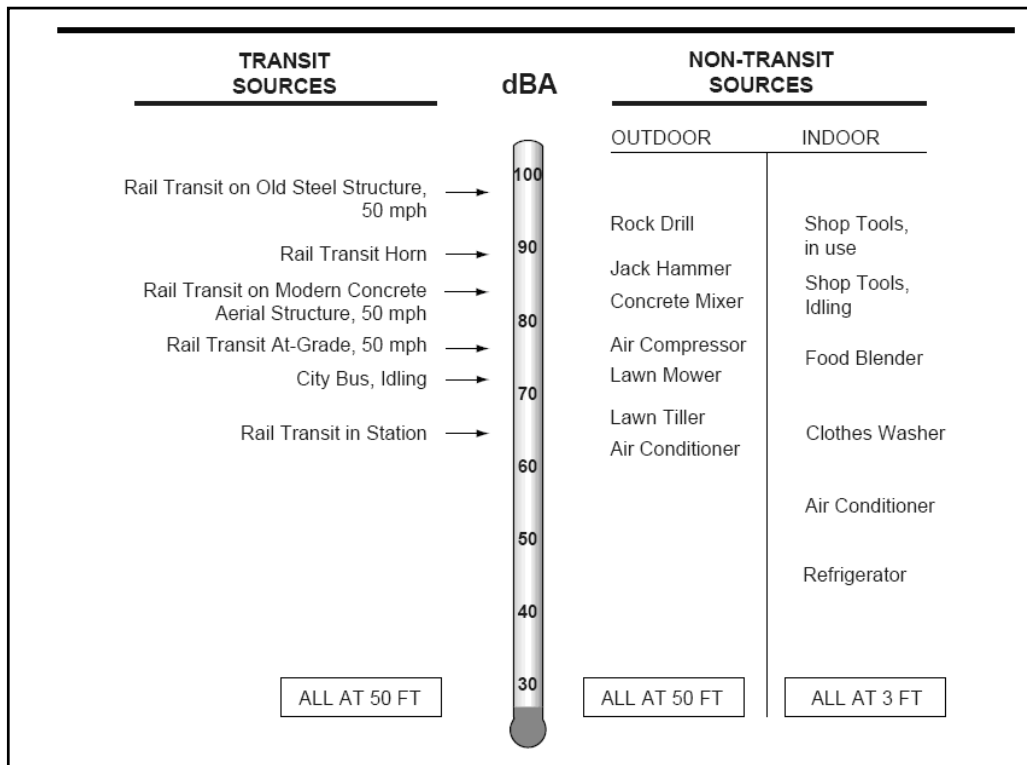 TRANSIT
SOURCES
Rail Transit on Old Steel Structure,
50 mph
Rail Transit Horn
Rail Transit on Modern Concrete
Aerial Structure, 50 mph
Rail Transit At-Grade, 50 mph
City Bus, Idling
Rail Transit in Station
ALL AT 50 FT
dBA
100
90
80
70
60
50
40
30
NON-TRANSIT
SOURCES
OUTDOOR
Rock Drill
Jack Hammer
Concrete Mixer
Air Compressor
Lawn Mower
Lawn Tiller
Air Conditioner
ALL AT 50 FT
INDOOR
Shop Tools,
in use
Shop Tools,
Idling
Food Blender
Clothes Washer
Air Conditioner
Refrigerator
ALL AT 3 FT